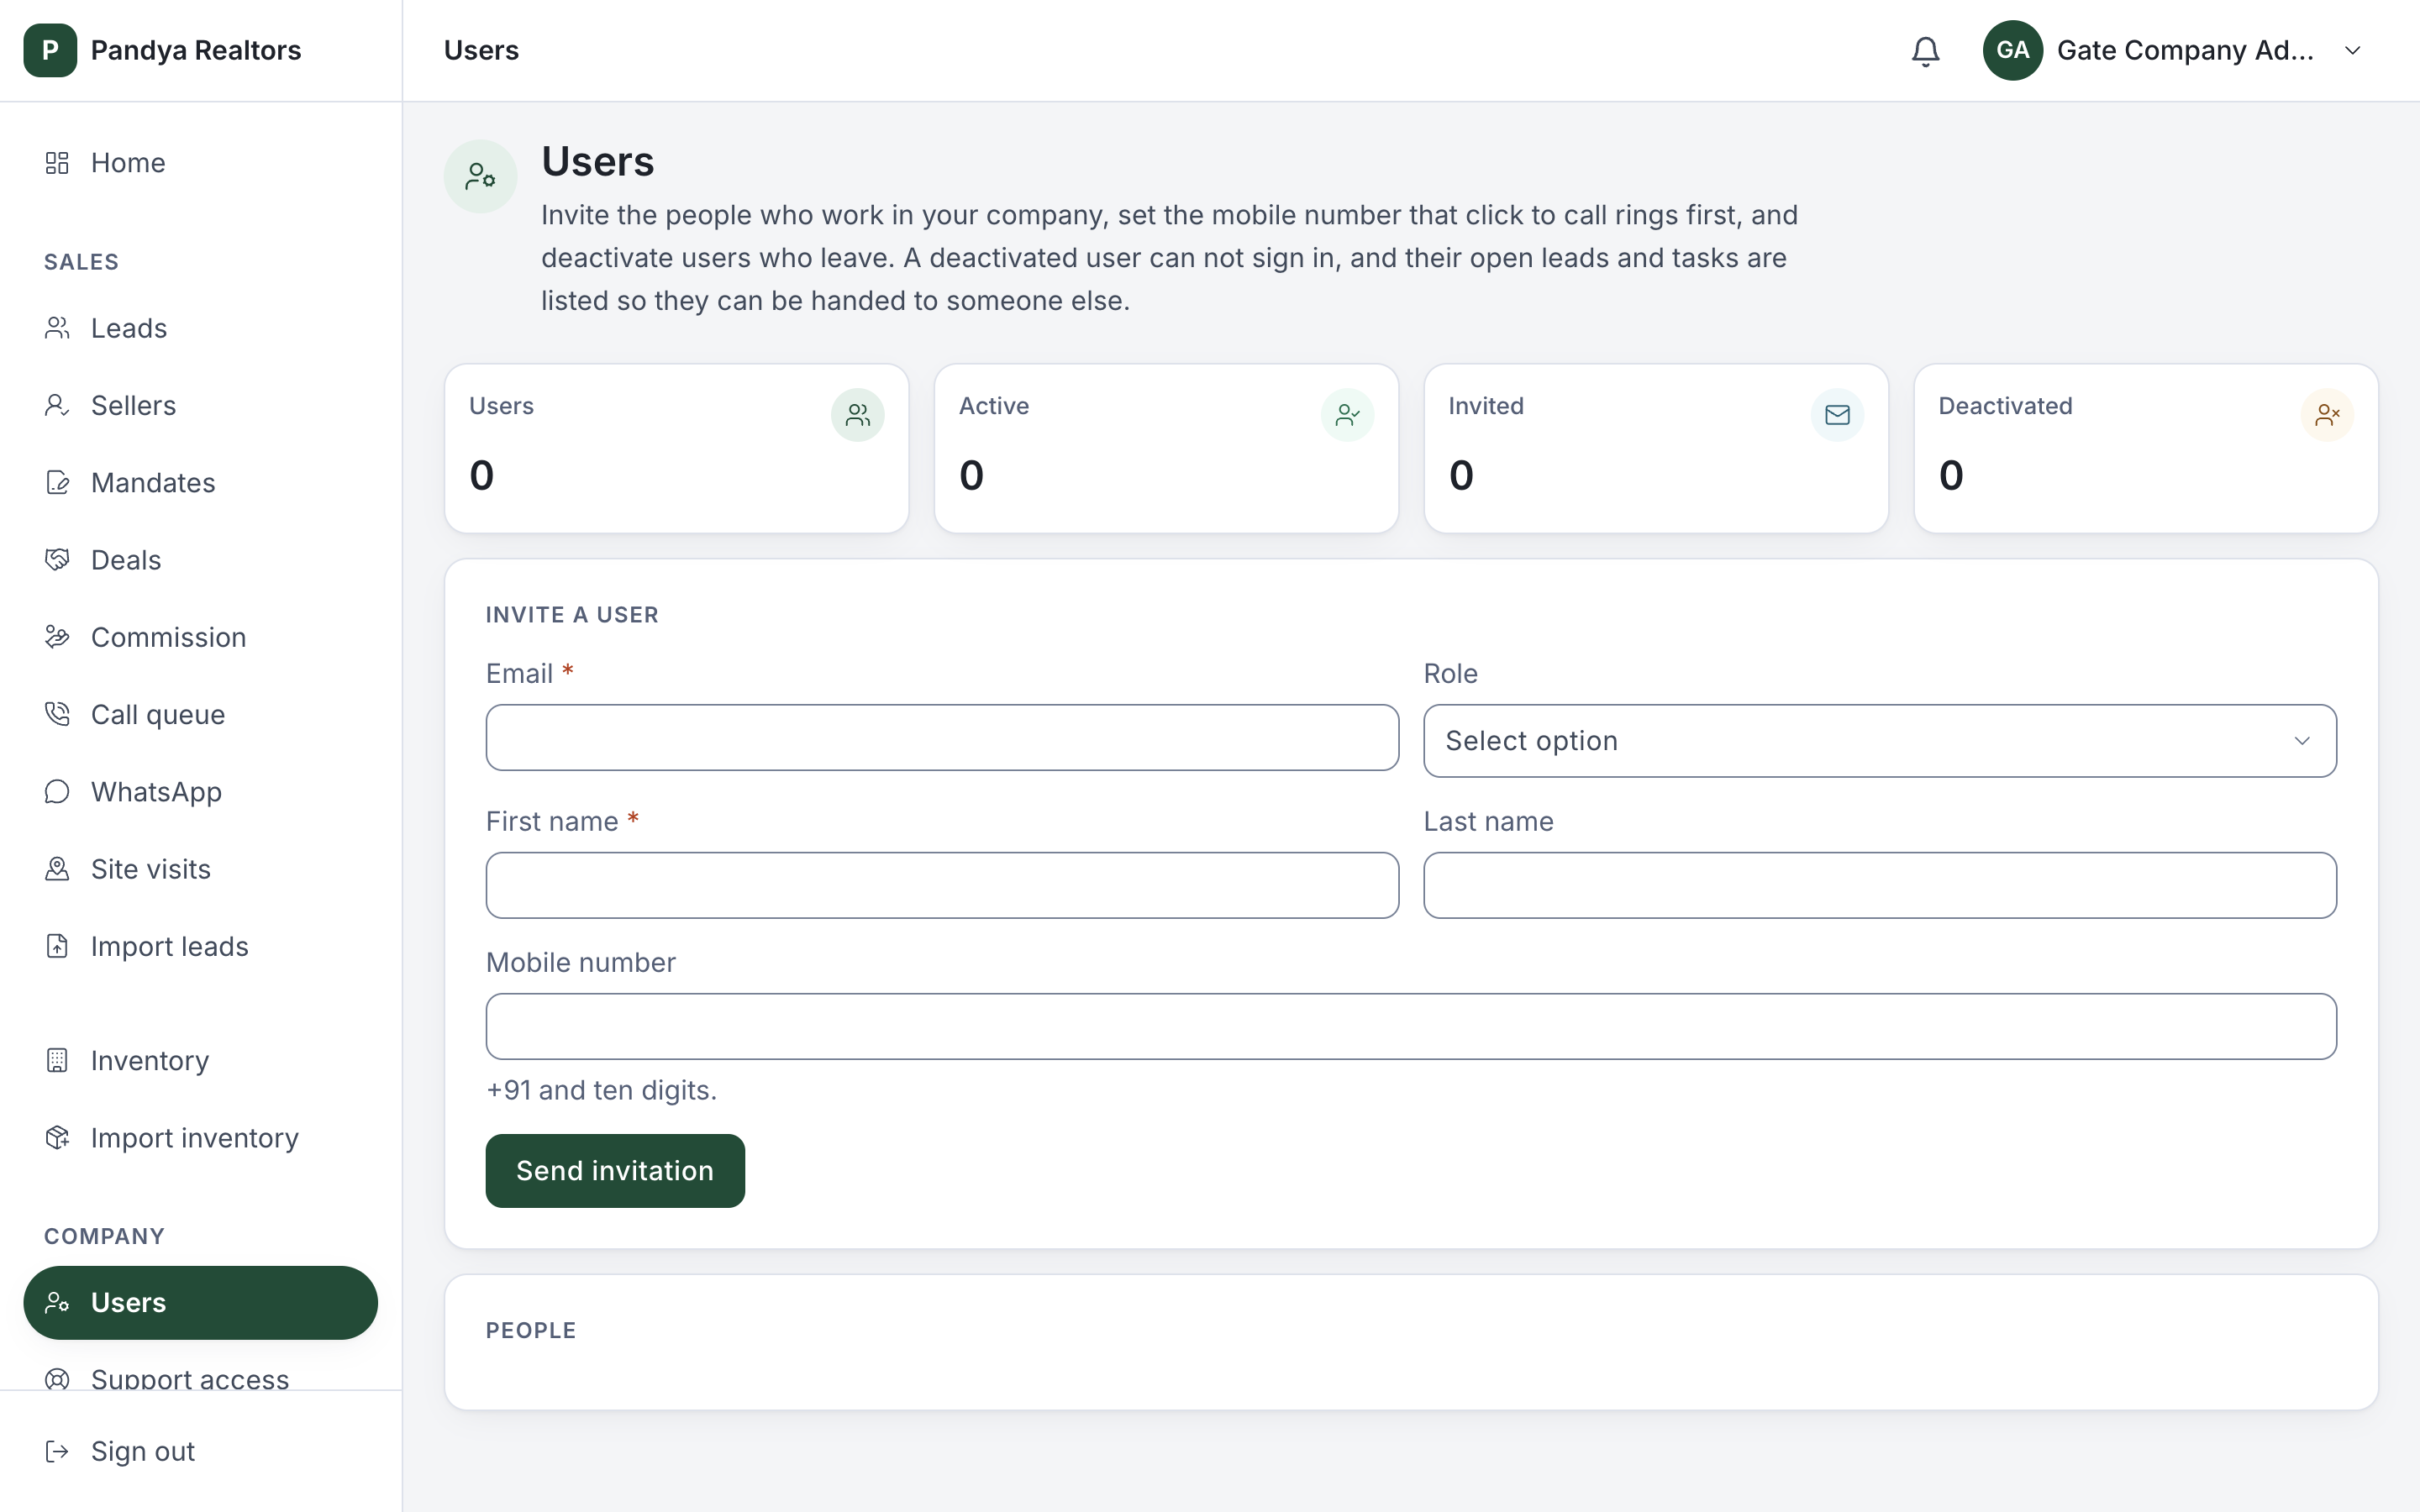 P Pandya Realtors
Home
SALES
Leads
Sellers
Mandates
Deals
Commission
Call queue
WhatsApp
Site visits
Import leads
Inventory
Import inventory
COMPANY
Users
Support access
Sign out
Users
GA Gate Company Ad...
Users
Invite the people who work in your company, set the mobile number that click to call rings first, and
deactivate users who leave. A deactivated user can not sign in, and their open leads and tasks are
listed so they can be handed to someone else.
Users
0
Active
0
Invited
0
Deactivated
0
INVITE A USER
Email *
Role
Select option
First name *
Last name
Mobile number
+91 and ten digits.
Send invitation
PEOPLE